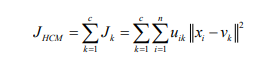 $J_{HCM} = \sum_{k=1}^{c} J_k = \sum_{k=1}^{c} \sum_{i=1}^{n} u_{ik} \| x_i - v_k \|^2$